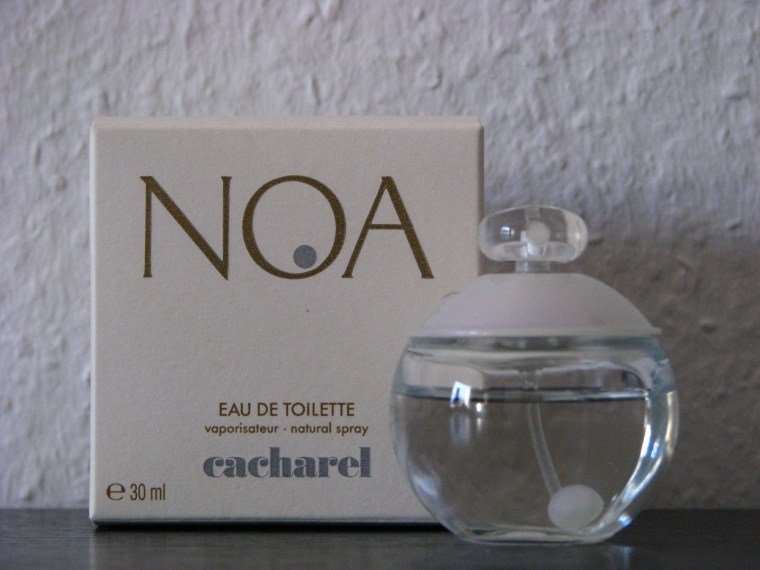 NOA
EAU DE TOILETTE
vaporisateur - natural spray
cacharel
℮ 30 ml